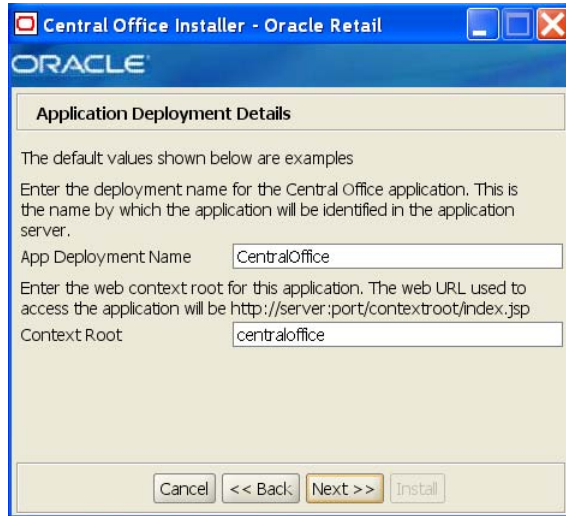 Central Office Installer - Oracle Retail
ORACLE
Application Deployment Details
The default values shown below are examples
Enter the deployment name for the Central Office application. This is
the name by which the application will be identified in the application
server.
App Deployment Name CentralOffice
Enter the web context root for this application. The web URL used to
access the application will be http://server:port/contextroot/index.jsp
Context Root centraloffice
Cancel << Back Next >> Install